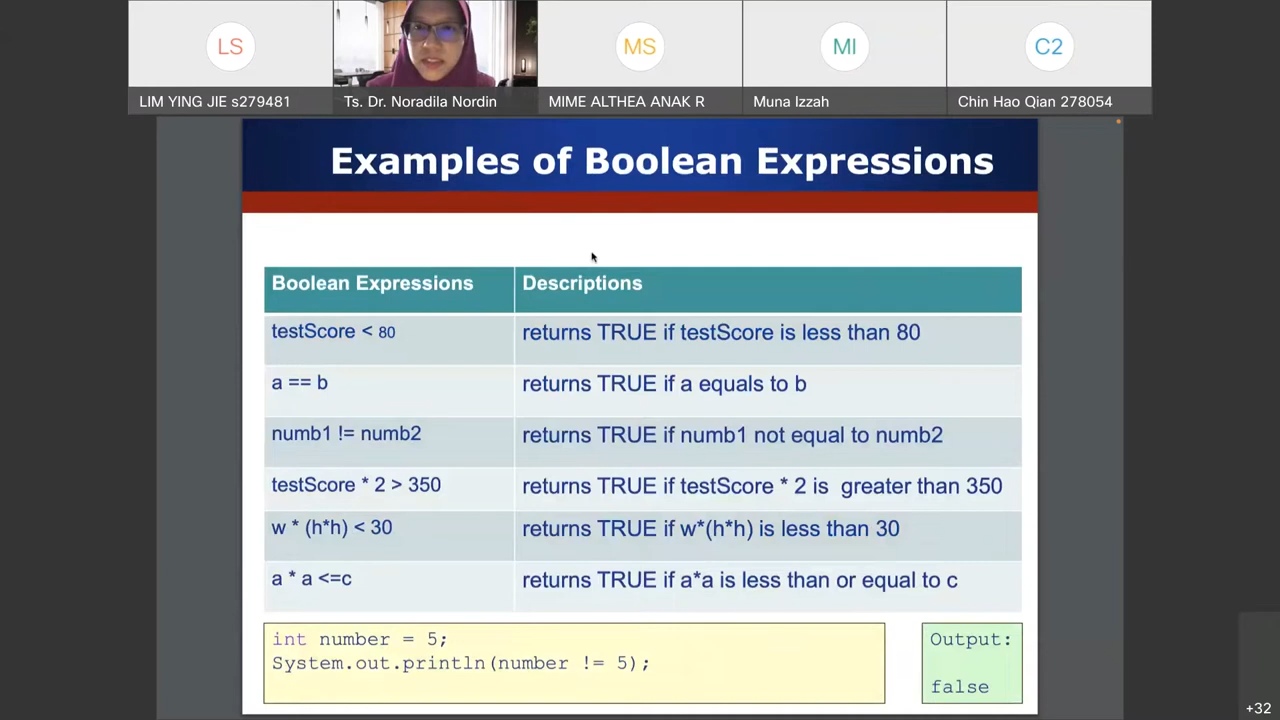 LS
MS
MI
C2
LIM YING JIE s279481
Ts. Dr. Noradila Nordin
MIME ALTHEA ANAK R
Muna Izzah
Chin Hao Qian 278054
Examples of Boolean Expressions
Boolean Expressions
Descriptions
testScore < 80
returns TRUE if testScore is less than 80
a == b
returns TRUE if a equals to b
numb1 != numb2
returns TRUE if numb1 not equal to numb2
testScore * 2 > 350
returns TRUE if testScore * 2 is  greater than 350
w * (h*h) < 30
returns TRUE if w*(h*h) is less than 30
a * a <=c
returns TRUE if a*a is less than or equal to c
int number = 5;
System.out.println(number != 5);
Output:
false
+32